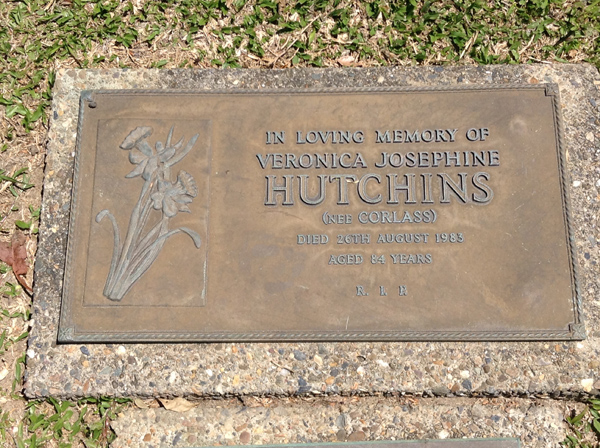 IN LOVING MEMORY OF
VERONICA JOSEPHINE
HUTCHINS
(NEE CORLASS)
DIED 26TH AUGUST 1983
AGED 84 YEARS
R. I. P.